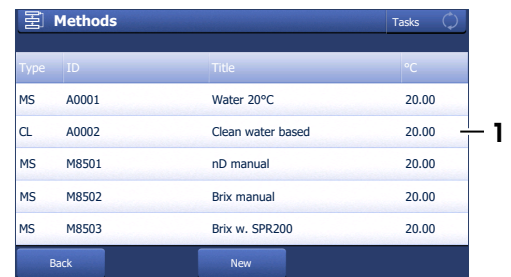 Methods Tasks
Type ID Title °C
MS A0001 Water 20°C 20.00
CL A0002 Clean water based 20.00 1
MS M8501 nD manual 20.00
MS M8502 Brix manual 20.00
MS M8503 Brix w. SPR200 20.00
Back New